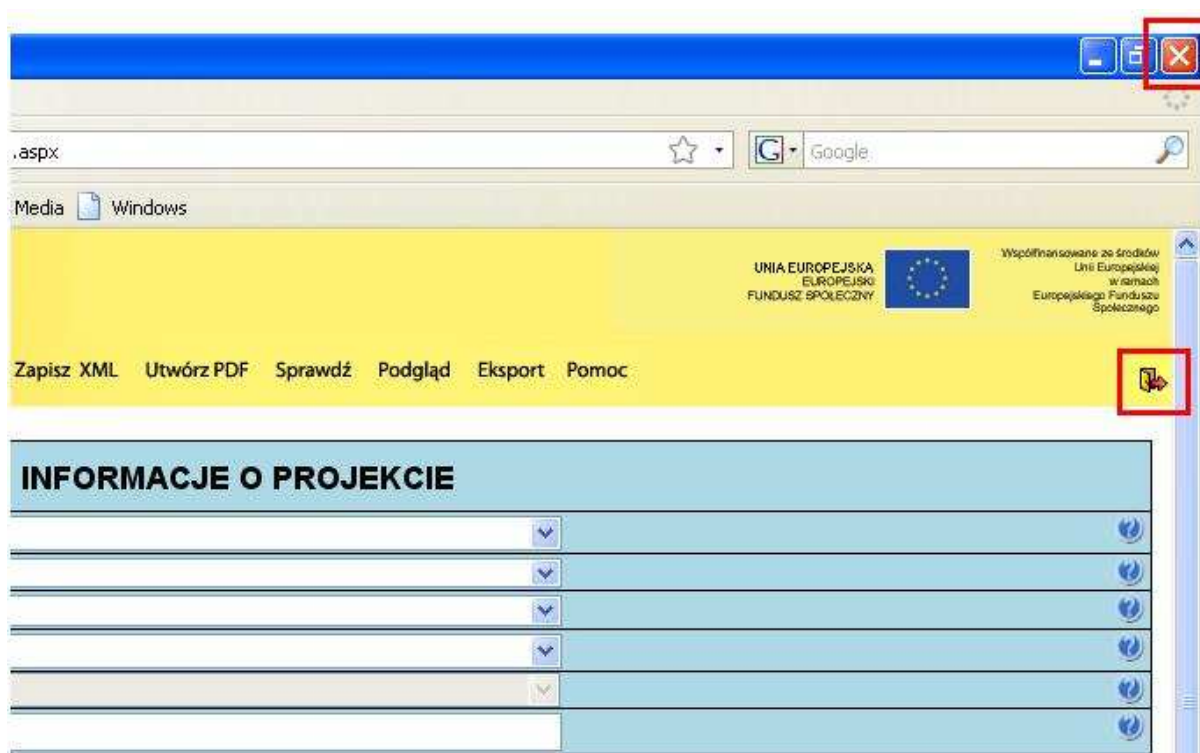 .aspx
G Google
Media Windows
UNIA EUROPEJSKA
EUROPEJSKI
FUNDUSZ SPOŁECZNY
Współfinansowane ze środków
Unii Europejskiej
w ramach
Europejskiego Funduszu
Społecznego
Zapisz XML Utwórz PDF Sprawdź Podgląd Eksport Pomoc
INFORMACJE O PROJEKCIE